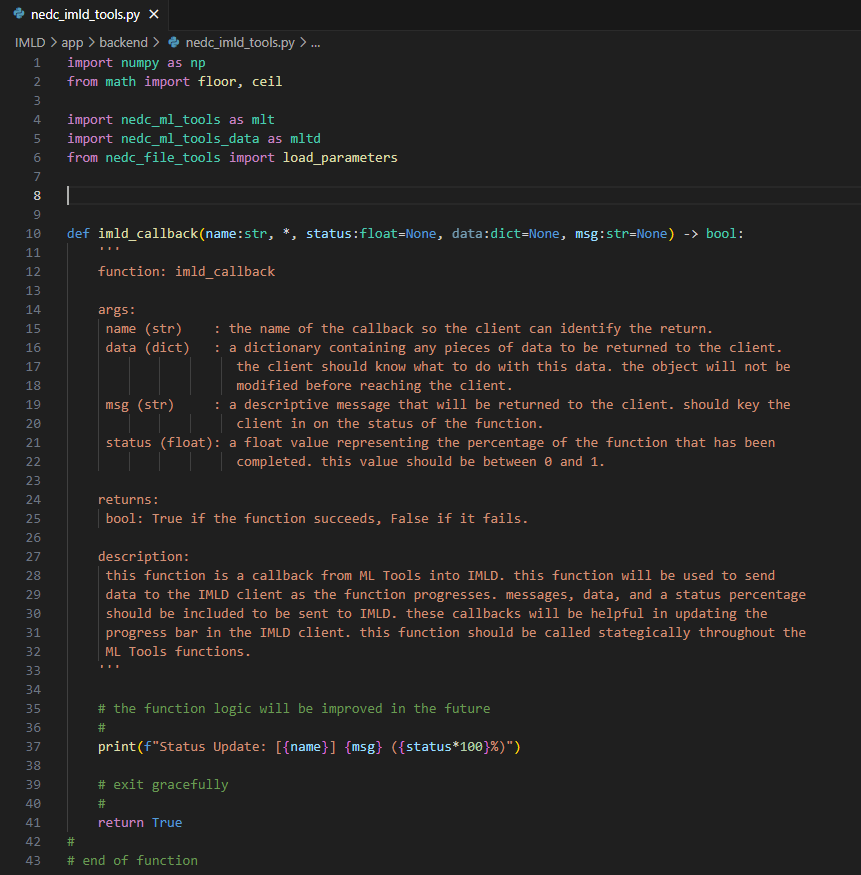 nedc_imld_tools.py ×
IMLD > app > backend > nedc_imld_tools.py > ...
1 import numpy as np
2 from math import floor, ceil
3
4 import nedc_ml_tools as mlt
5 import nedc_ml_tools_data as mltd
6 from nedc_file_tools import load_parameters
7
8
9
10 def imld_callback(name:str, *, status:float=None, data:dict=None, msg:str=None) -> bool:
11     '''
12     function: imld_callback
13
14     args:
15      name (str)    : the name of the callback so the client can identify the return.
16      data (dict)   : a dictionary containing any pieces of data to be returned to the client.
17                      the client should know what to do with this data. the object will not be
18                      modified before reaching the client.
19      msg (str)     : a descriptive message that will be returned to the client. should key the
20                      client in on the status of the function.
21      status (float): a float value representing the percentage of the function that has been
22                      completed. this value should be between 0 and 1.
23
24     returns:
25      bool: True if the function succeeds, False if it fails.
26
27     description:
28      this function is a callback from ML Tools into IMLD. this function will be used to send
29      data to the IMLD client as the function progresses. messages, data, and a status percentage
30      should be included to be sent to IMLD. these callbacks will be helpful in updating the
31      progress bar in the IMLD client. this function should be called stategically throughout the
32      ML Tools functions.
33     '''
34
35     # the function logic will be improved in the future
36     #
37     print(f"Status Update: [{name}] {msg} ({status*100}%)")
38
39     # exit gracefully
40     #
41     return True
42 #
43 # end of function